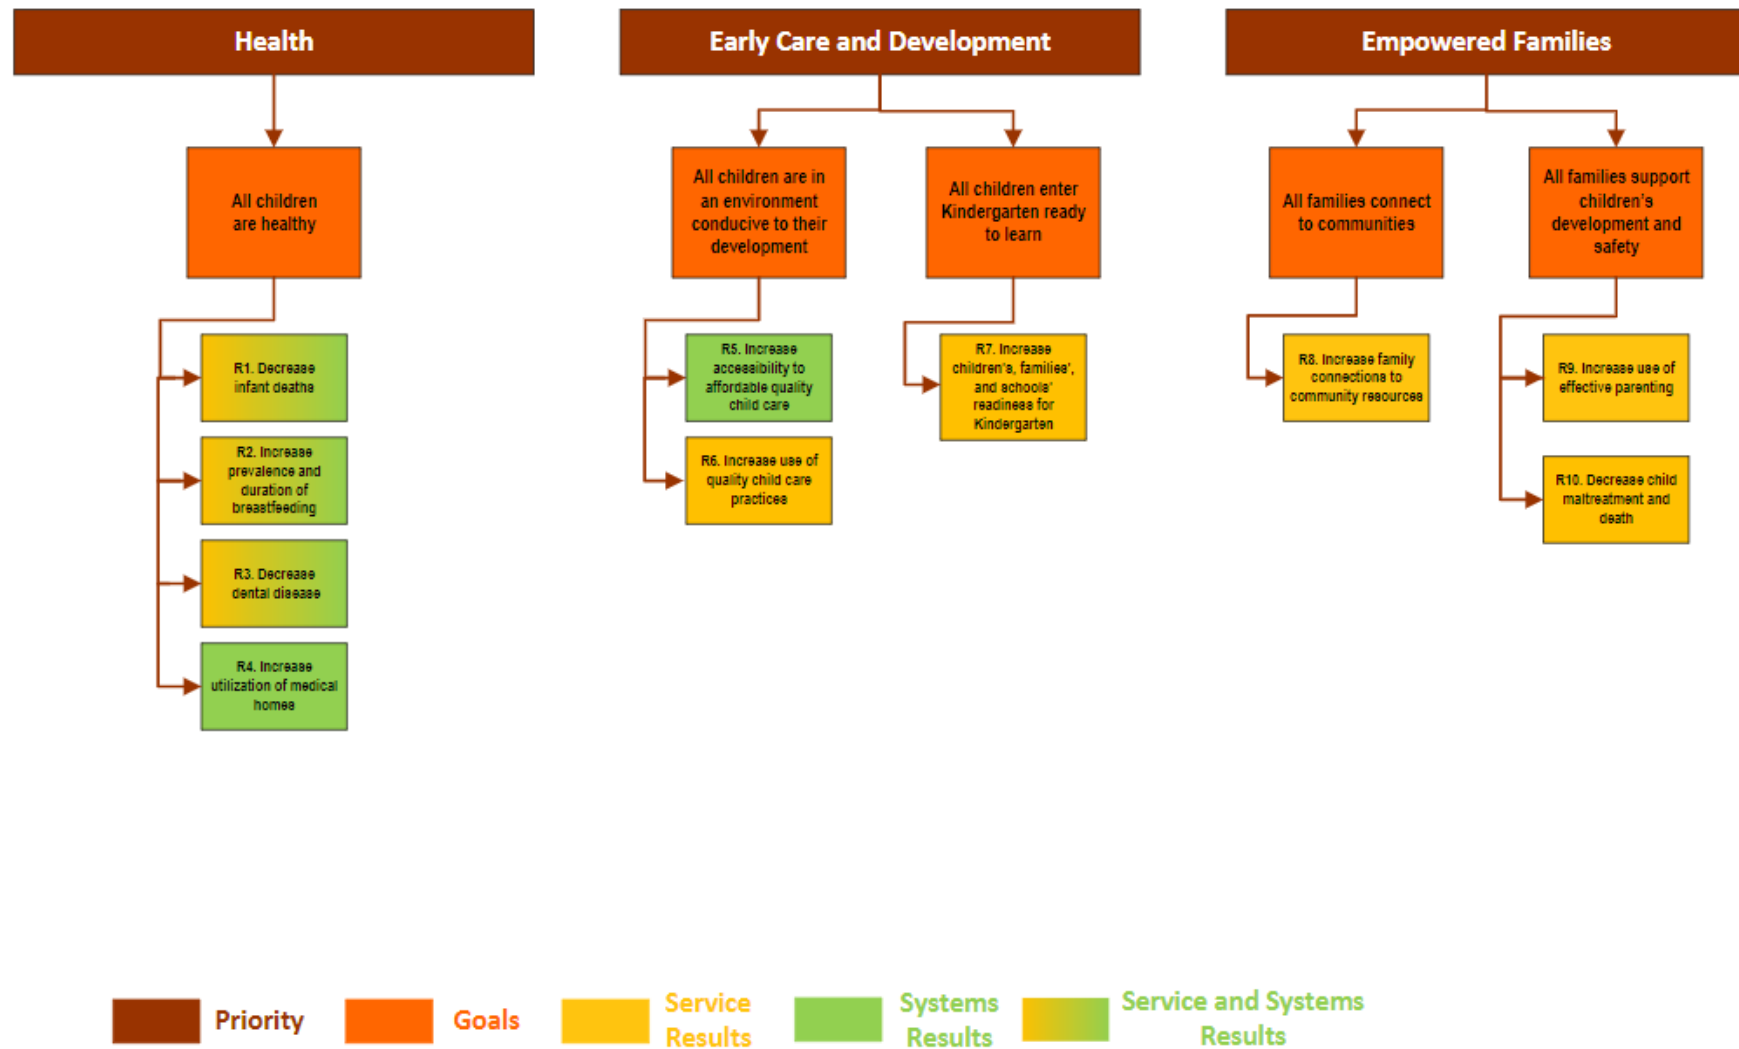 Health
Early Care and Development
Empowered Families
All children
are healthy
All children are in
an environment
conducive to their
development
All children enter
Kindergarten ready
to learn
All families connect
to communities
All families support
children's
development and
safety
R1. Decrease
infant deaths
R2. Increase
prevalence and
duration of
breastfeeding
R3. Decrease
dental disease
R4. Increase
utilization of medical
homes
R5. Increase
accessibility to
affordable quality
child care
R6. Increase use of
quality child care
practices
R7. Increase
children's, families',
and schools'
readiness for
Kindergarten
R8. Increase family
connections to
community resources
R9. Increase use of
effective parenting
R10. Decrease child
maltreatment and
death
Priority
Goals
Service
Results
Systems
Results
Service and Systems
Results